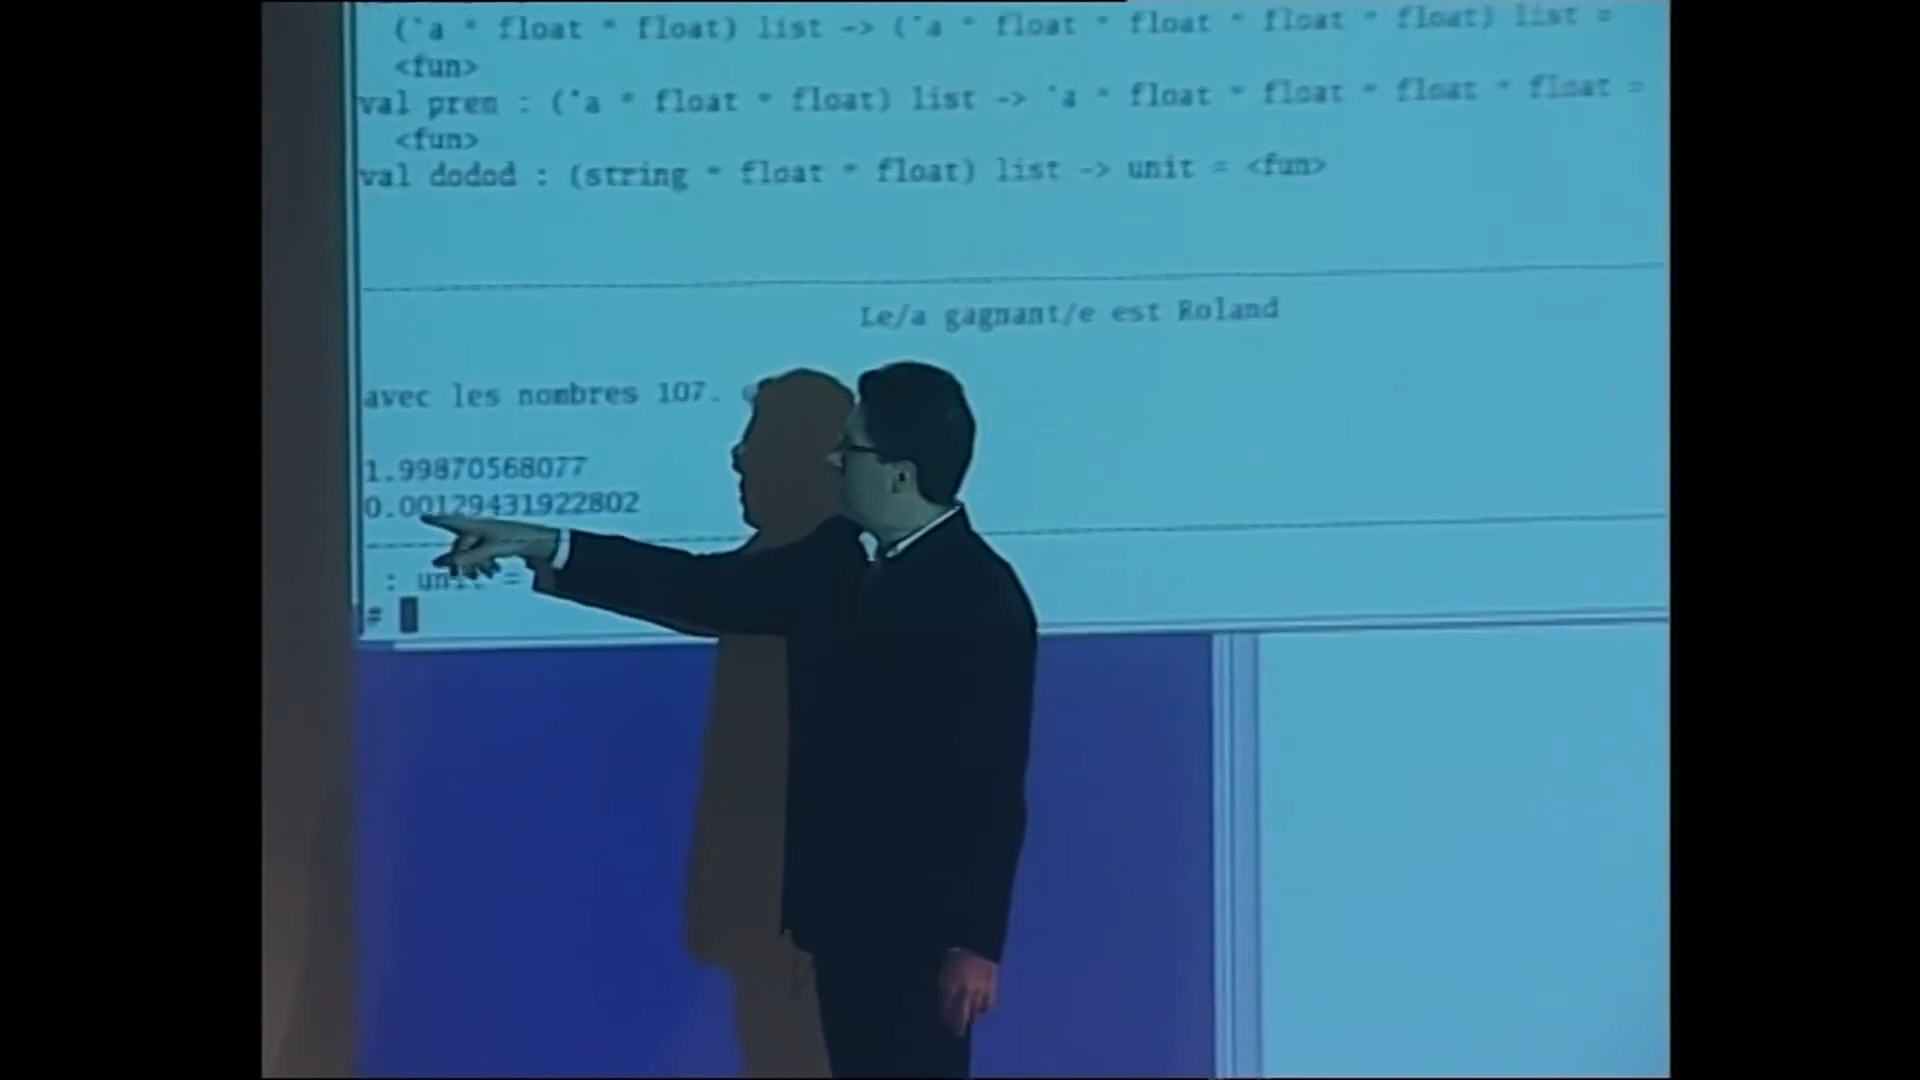 ('a * float * float) list -> ('a * float * float * float * float) list =
<fun>
val pren : ('a * float * float) list -> 'a * float * float * float * float =
<fun>
val dodod : (string * float * float) list -> unit = <fun>
Le/a gagnant/e est Roland
avec les nombres 107.
1.99870568077
0.00129431922802
: unit =
#